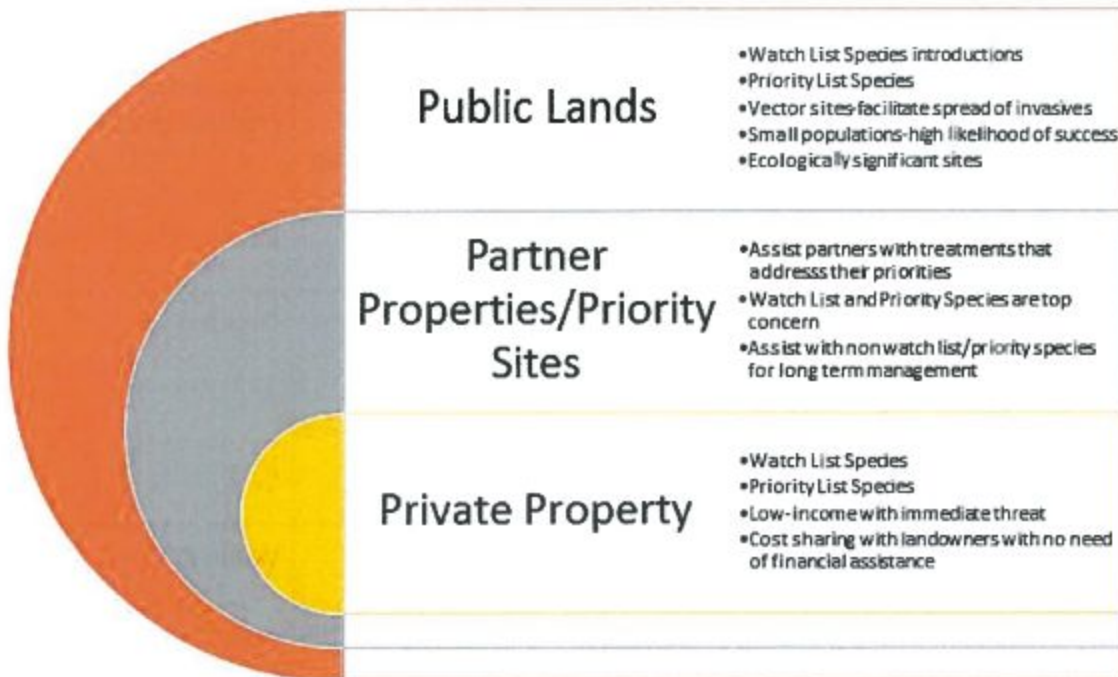 Public Lands
•Watch List Species introductions
•Priority List Species
•Vector sites-facilitate spread of invasives
•Small populations-high likelihood of success
•Ecologically significant sites
Partner
Properties/Priority
Sites
•Assist partners with treatments that
addresss their priorities
•Watch List and Priority Species are top
concern
•Assist with non watch list/priority species
for long term management
Private Property
•Watch List Species
•Priority List Species
•Low-income with immediate threat
•Cost sharing with landowners with no need
of financial assistance